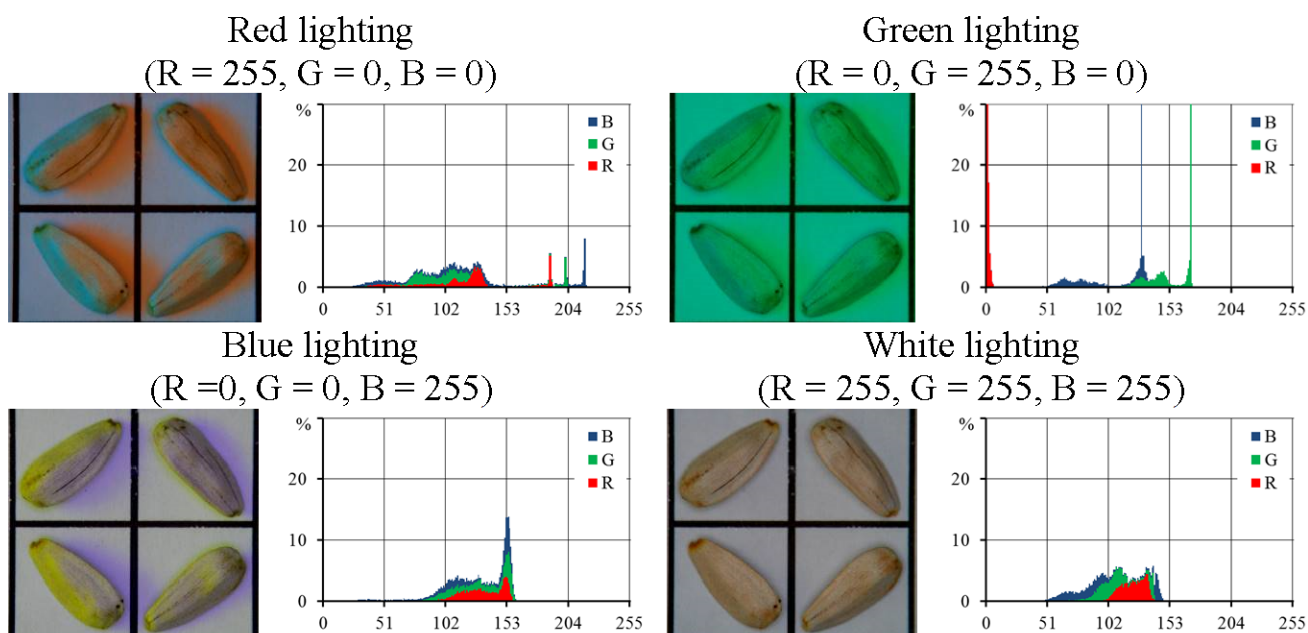 Red lighting
(R = 255, G = 0, B = 0)
%
20
10
0
0 51 102 153 204 255
B
G
R
Green lighting
(R = 0, G = 255, B = 0)
%
20
10
0
0 51 102 153 204 255
B
G
R
Blue lighting
(R =0, G = 0, B = 255)
%
20
10
0
0 51 102 153 204 255
B
G
R
White lighting
(R = 255, G = 255, B = 255)
%
20
10
0
0 51 102 153 204 255
B
G
R